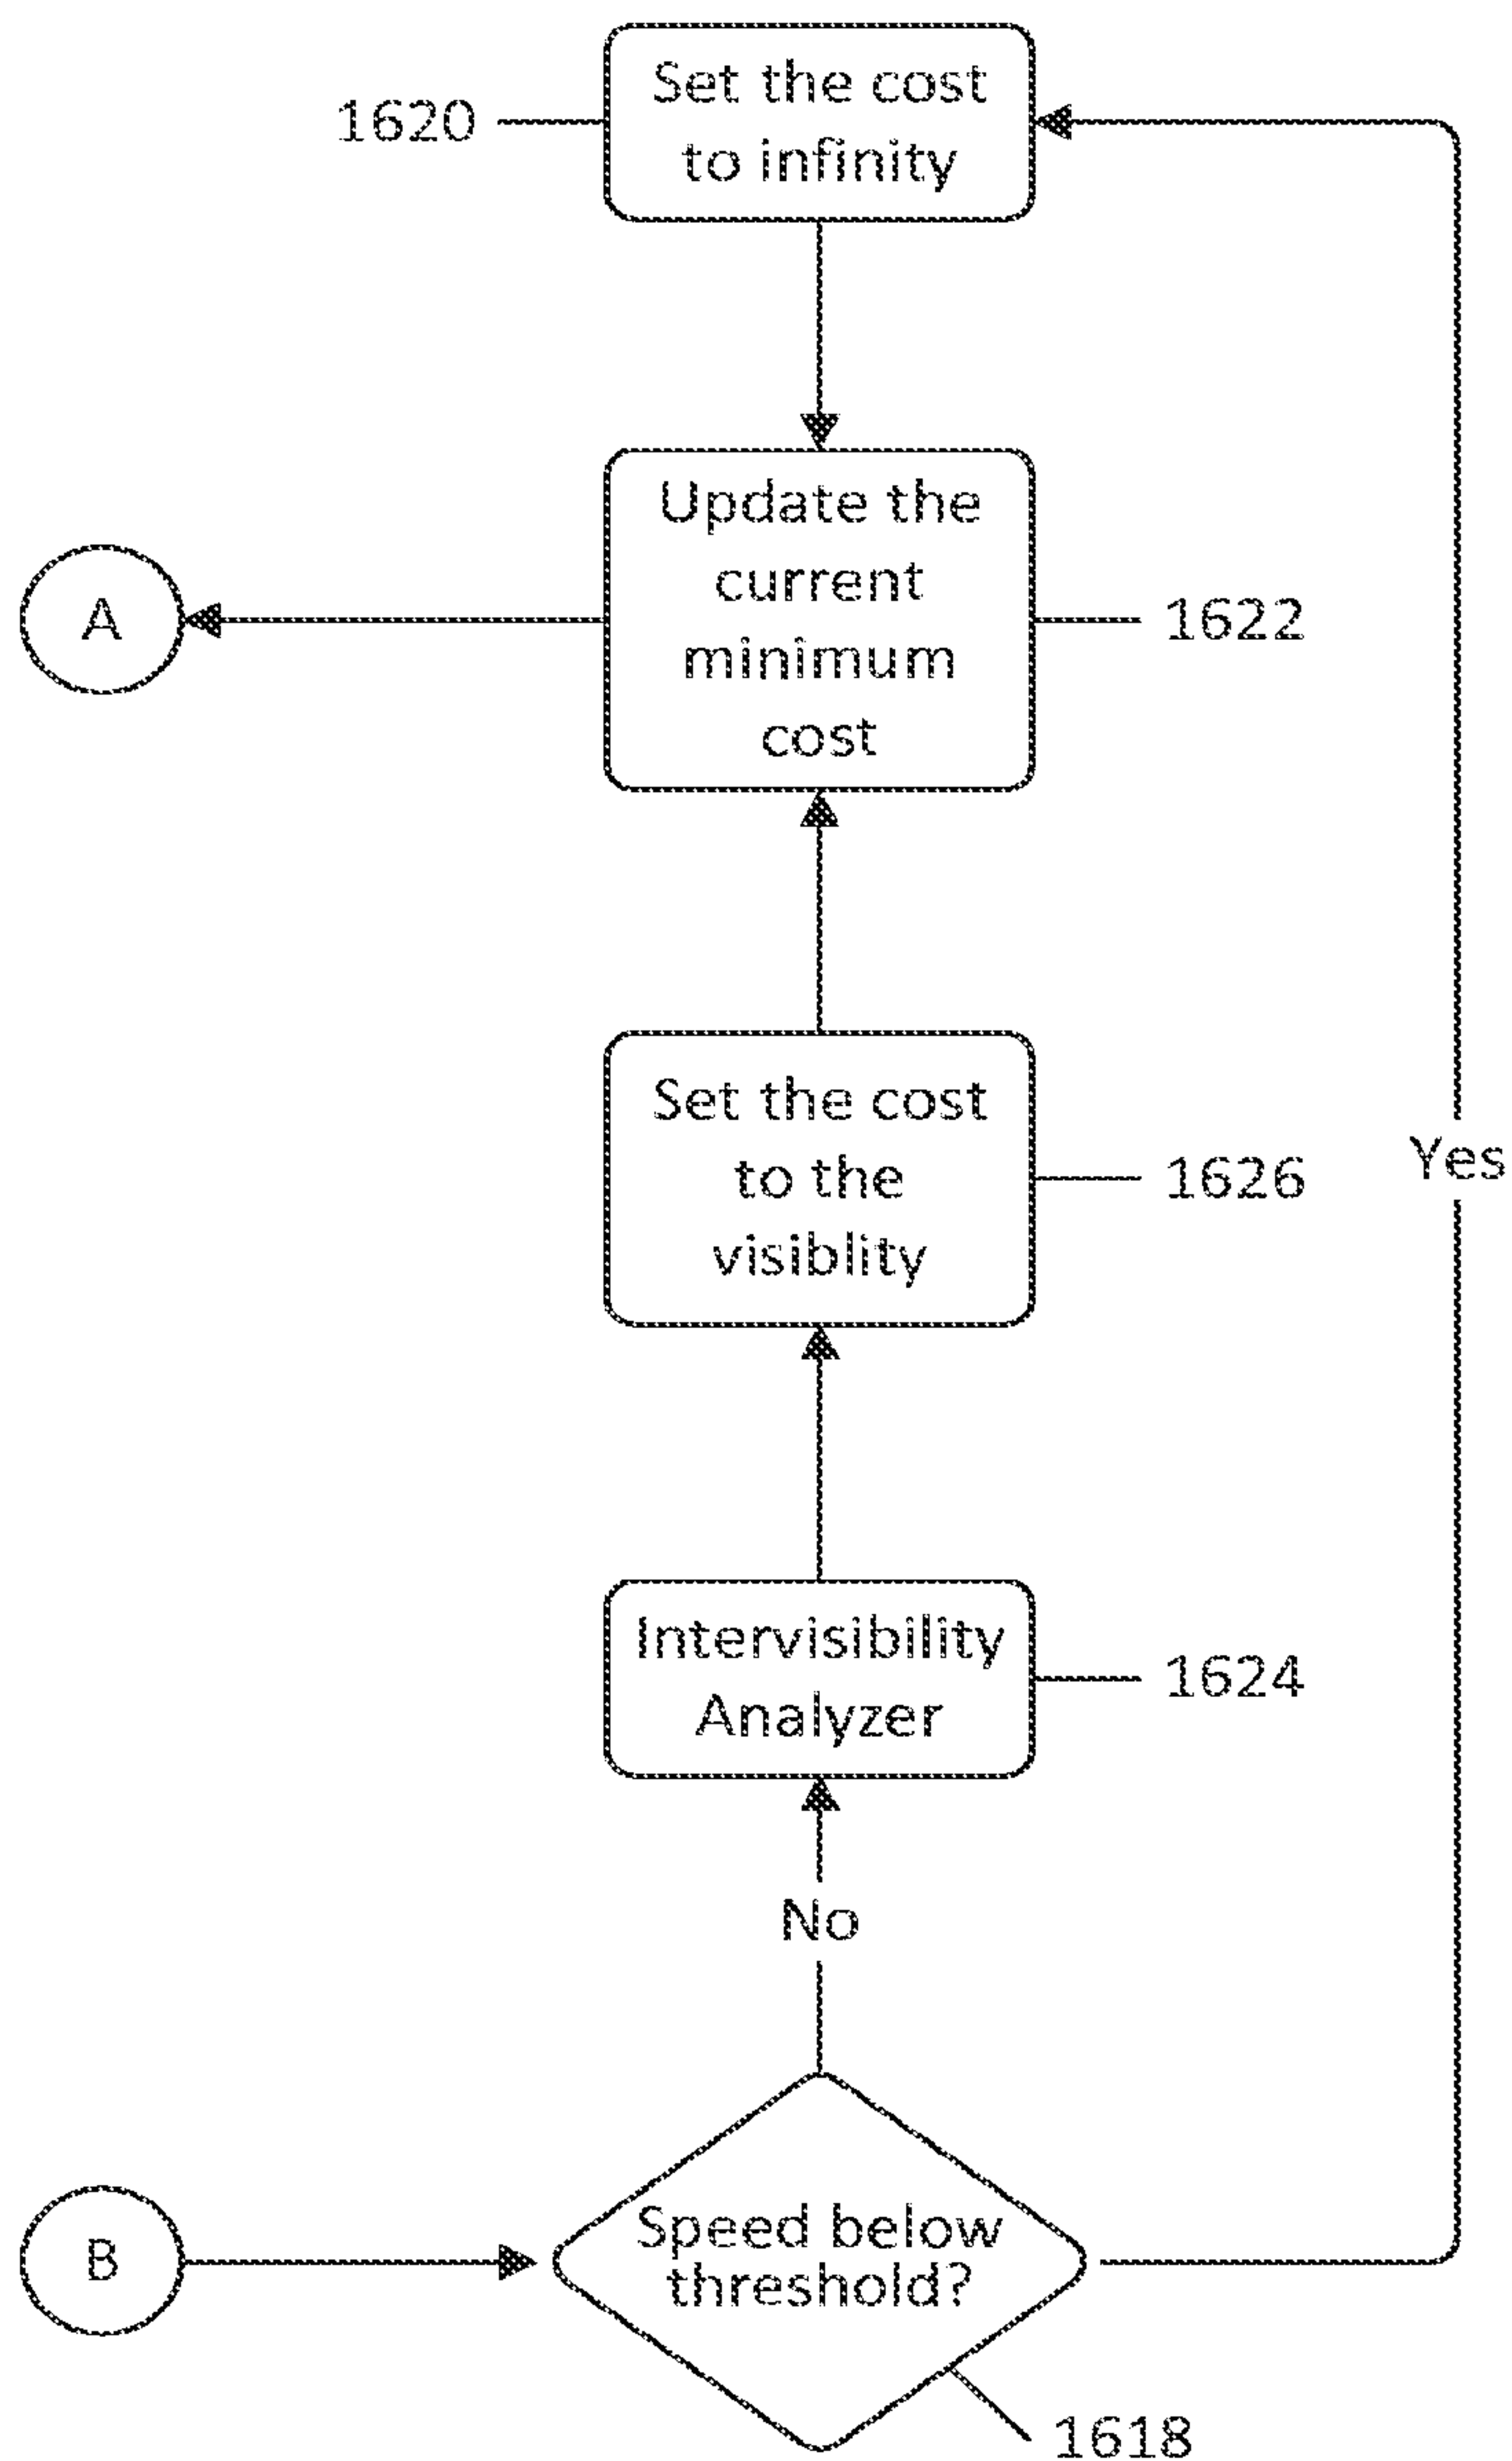 Set the cost
to infinity
1620
Update the
current
minimum
cost
A
1622
Set the cost
to the
visiblity
1626
Yes
Intervisibility
Analyzer
1624
No
Speed below
threshold?
B
1618